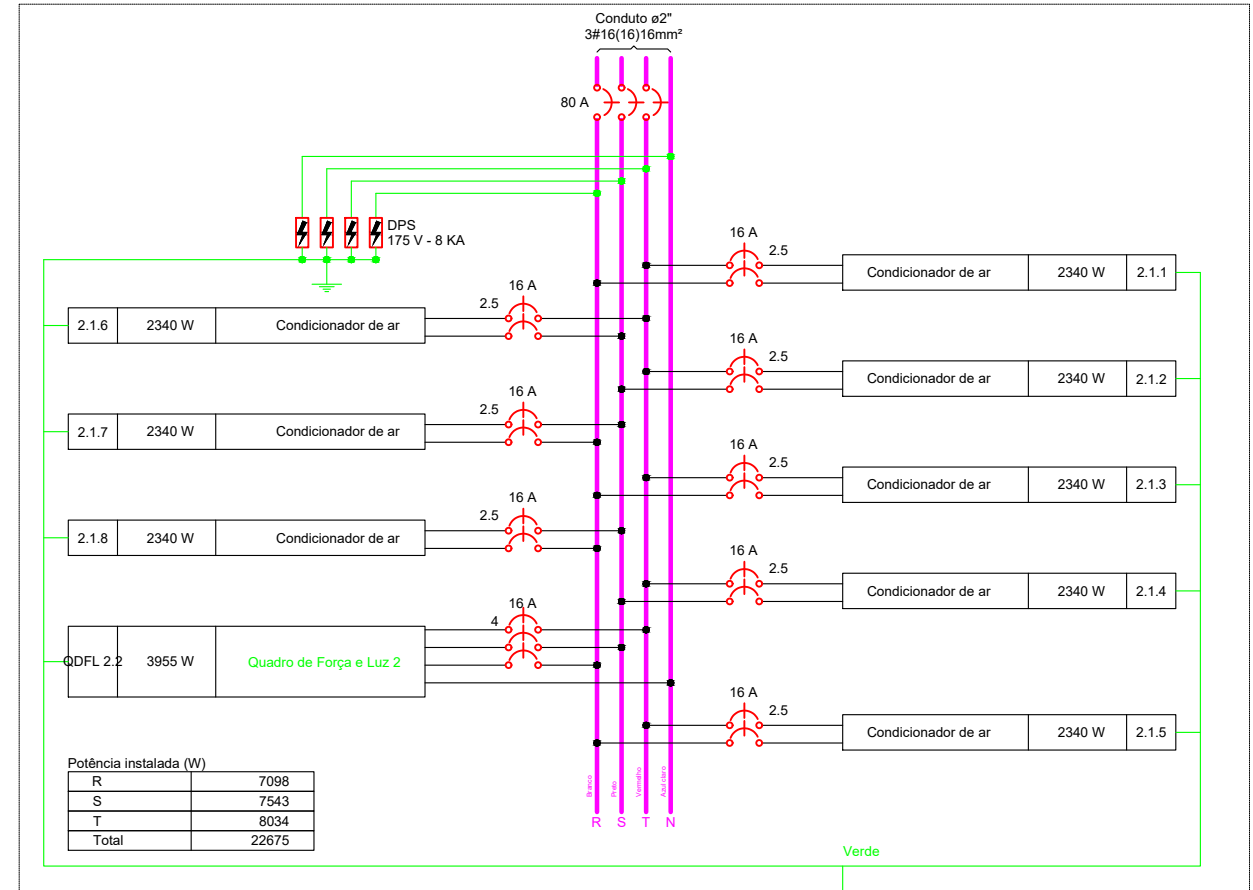 Conduto ø2"
3#16(16)16mm²
80 A
DPS
175 V - 8 KA
16 A
2.5
Condicionador de ar 2340 W 2.1.1
16 A
2.5
2.1.6 2340 W Condicionador de ar
16 A
2.5
Condicionador de ar 2340 W 2.1.2
16 A
2.5
2.1.7 2340 W Condicionador de ar
16 A
2.5
Condicionador de ar 2340 W 2.1.3
16 A
2.5
2.1.8 2340 W Condicionador de ar
16 A
2.5
Condicionador de ar 2340 W 2.1.4
16 A
4
QDFL 2.2 3955 W Quadro de Força e Luz 2
16 A
2.5
Condicionador de ar 2340 W 2.1.5
Potência instalada (W)
R 7098
S 7543
T 8034
Total 22675
Branco
Preto
Vermelho
Azul claro
R S T N
Verde